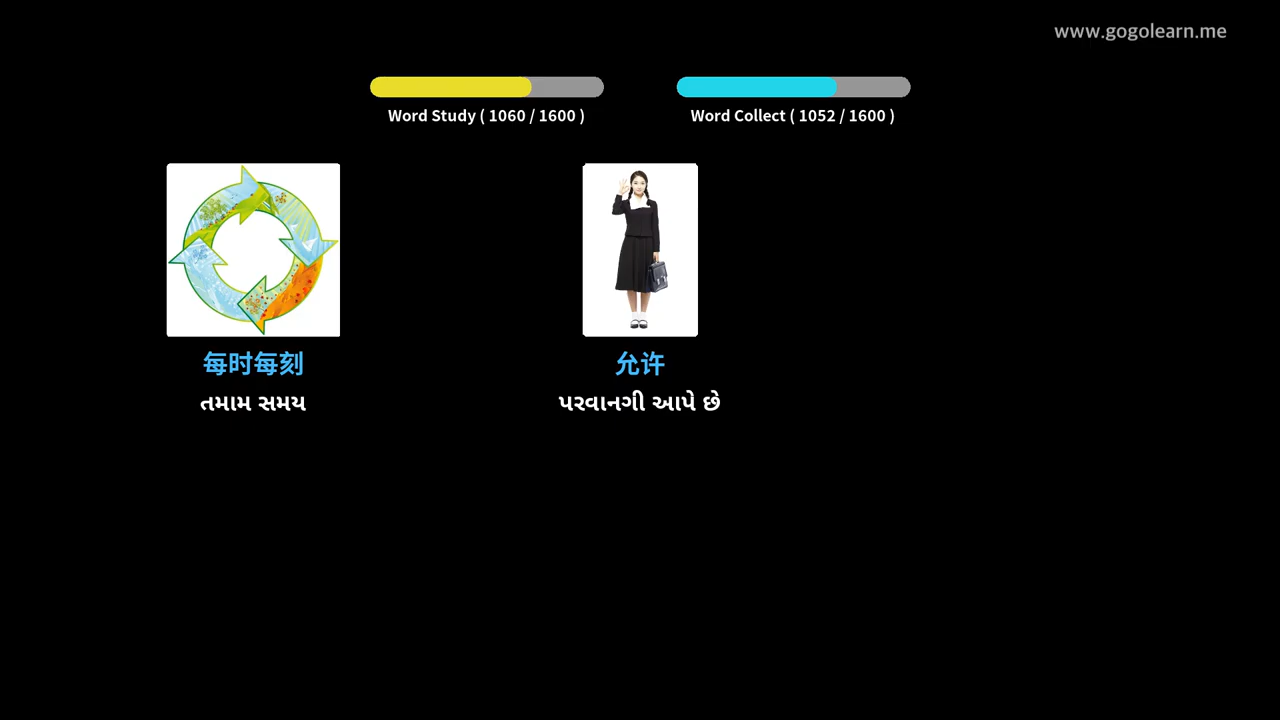 www.gogolearn.me
Word Study ( 1060 / 1600 )
Word Collect ( 1052 / 1600 )
每时每刻
તમામ સમય
允许
પરવાનગી આપે છે